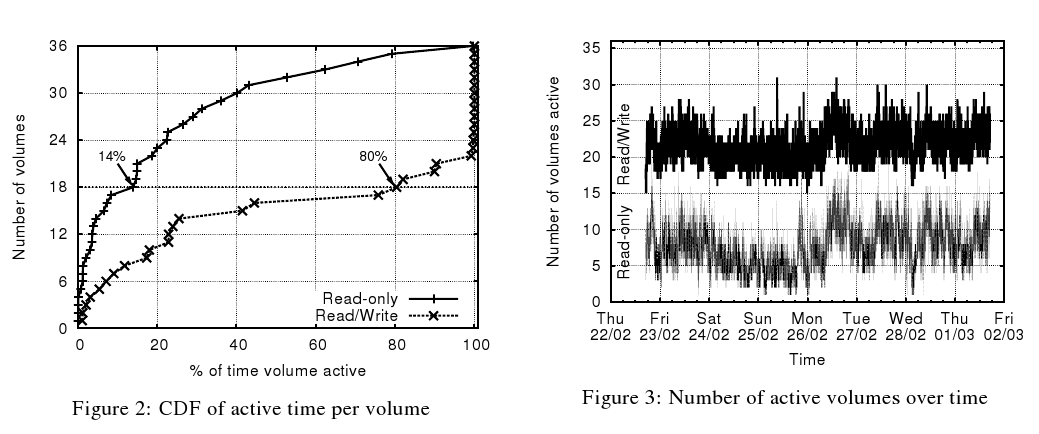 36
30
24
18
12
6
0
Number of volumes
14%
80%
Read-only
Read/Write
0 20 40 60 80 100
% of time volume active
Figure 2: CDF of active time per volume
35
30
25
20
15
10
5
0
Number of volumes active
Read/Write
Read-only
Thu Fri Sat Sun Mon Tue Wed Thu Fri
22/02 23/02 24/02 25/02 26/02 27/02 28/02 01/03 02/03
Time
Figure 3: Number of active volumes over time